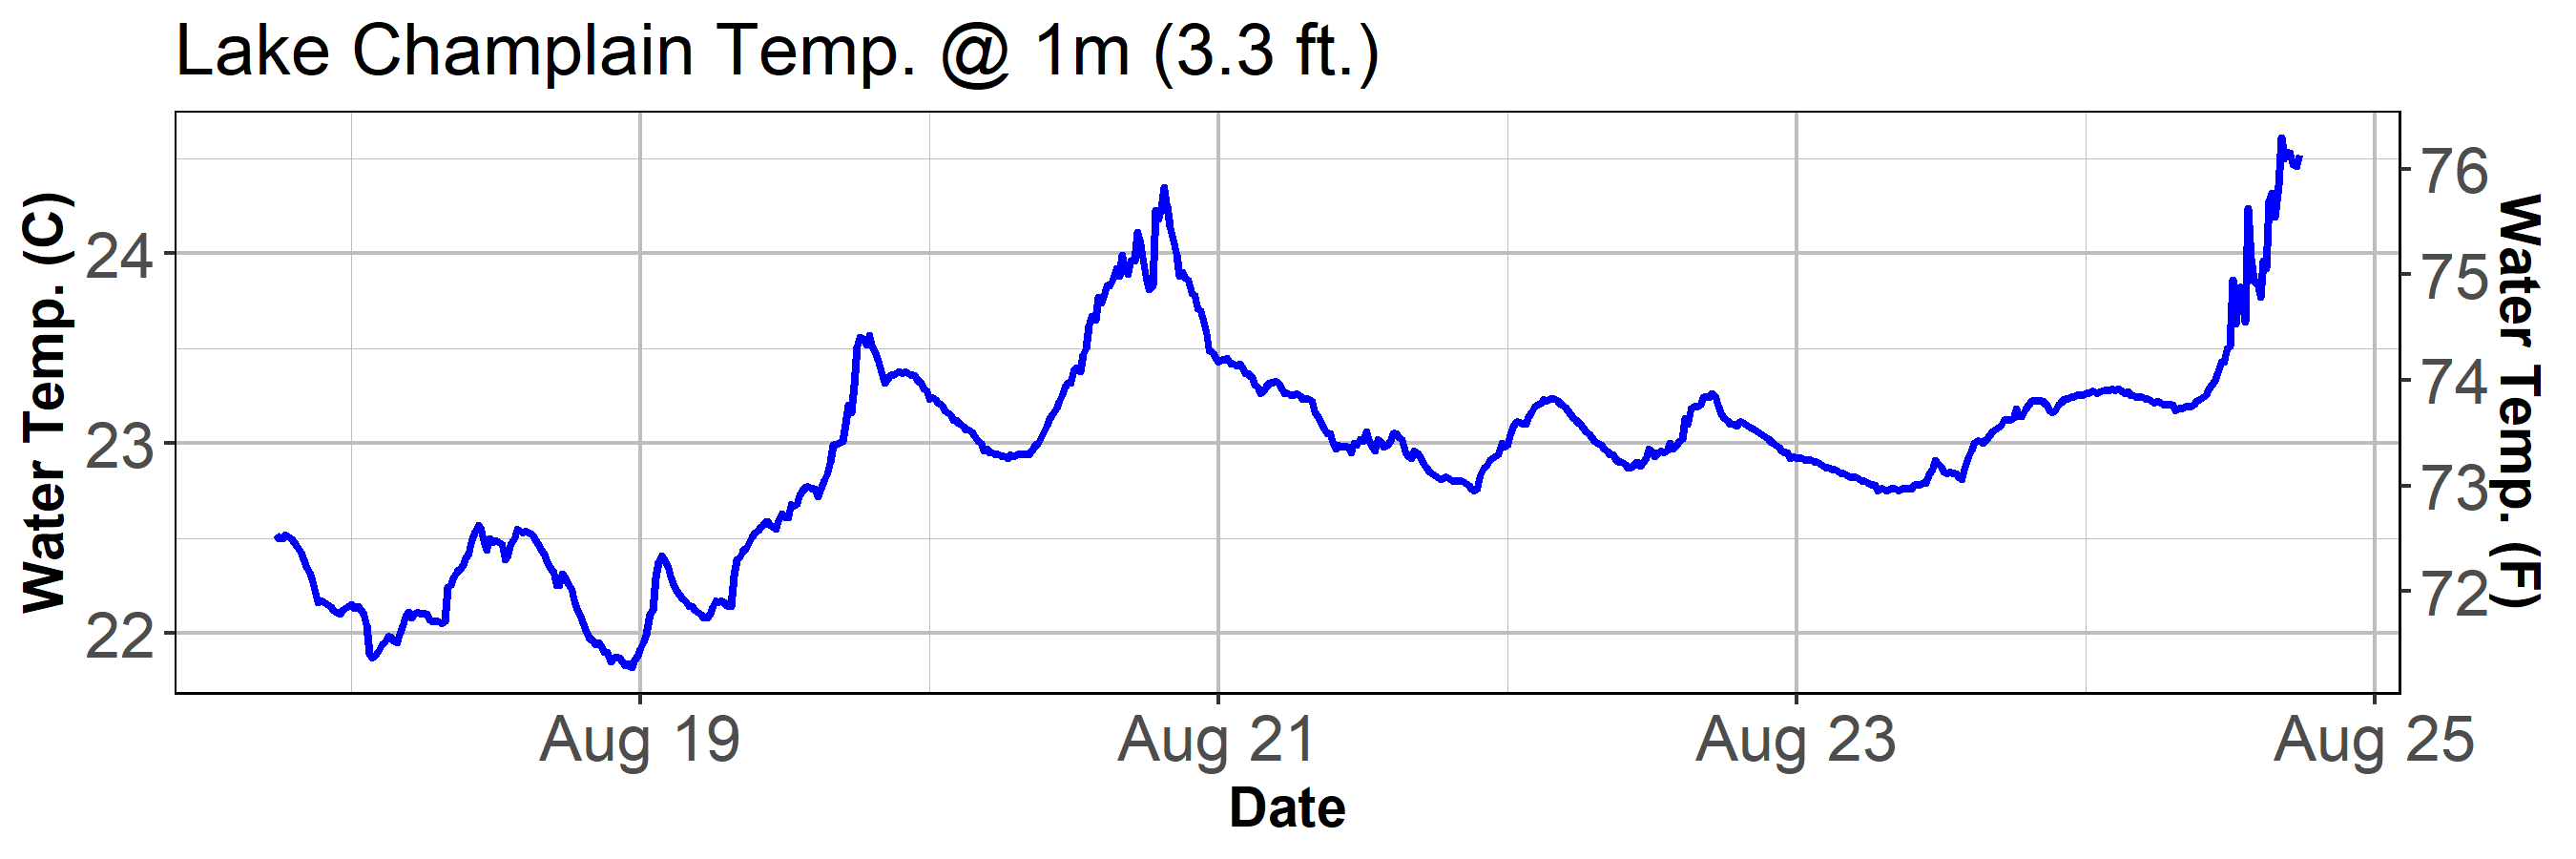 Lake Champlain Temp. @ 1m (3.3 ft.)
Water Temp. (C)
24
23
22
76
75
74
73
72
Water Temp. (F)
Aug 19
Aug 21
Aug 23
Aug 25
Date